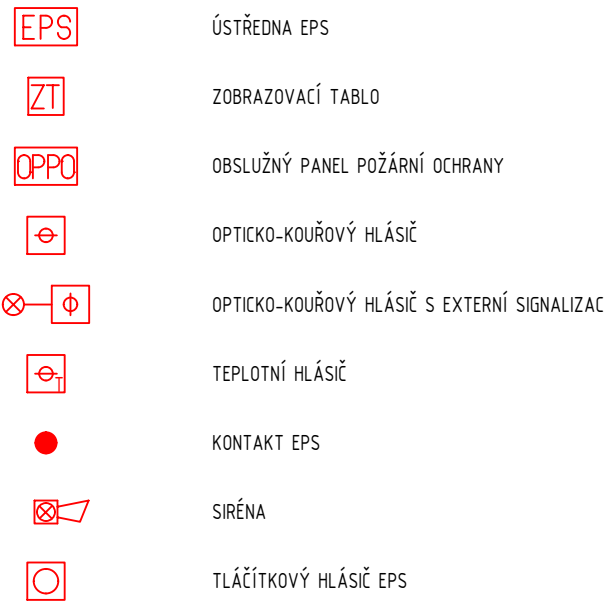 EPS ÚSTŘEDNA EPS
ZT ZOBRAZOVACÍ TABLO
OPPO OBSLUŽNÝ PANEL POŽÁRNÍ OCHRANY
OPTICKO-KOUŘOVÝ HLÁSIČ
OPTICKO-KOUŘOVÝ HLÁSIČ S EXTERNÍ SIGNALIZAC
T TEPLOTNÍ HLÁSIČ
KONTAKT EPS
SIRÉNA
TLÁČÍTKOVÝ HLÁSIČ EPS